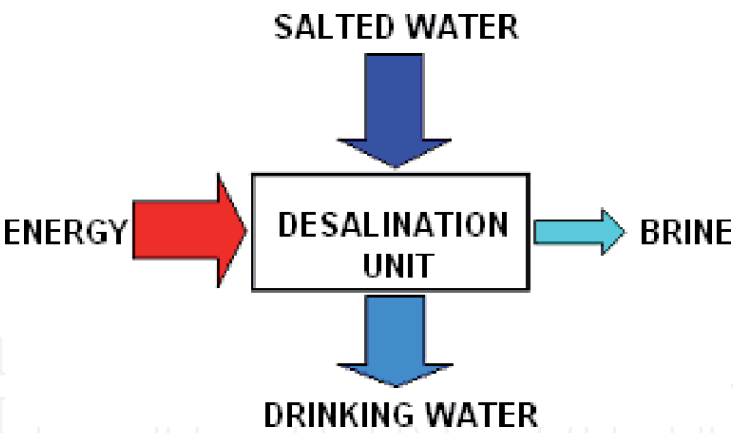 SALTED WATER
ENERGY
DESALINATION
UNIT
BRINE
DRINKING WATER